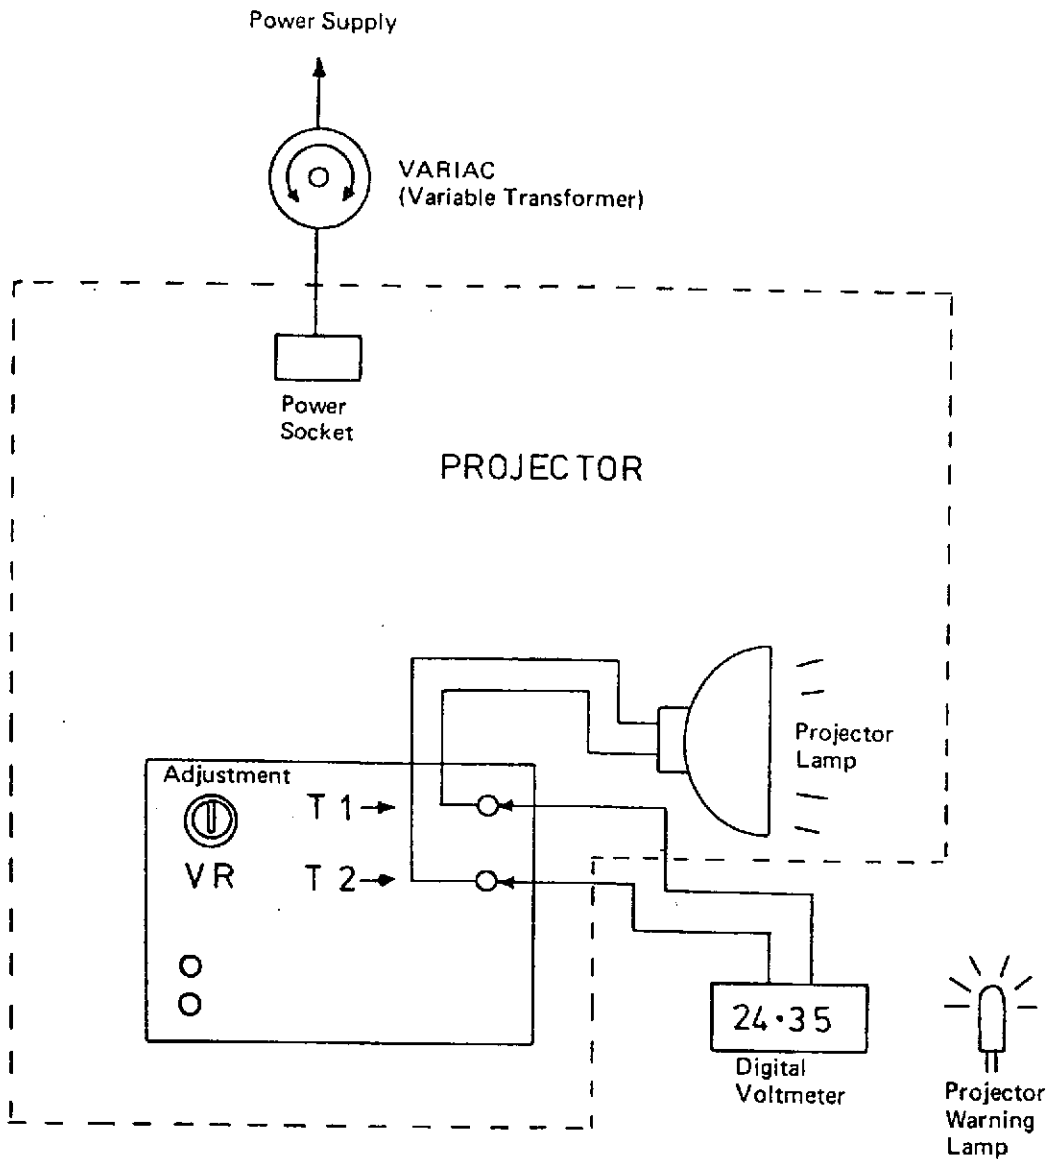 Power Supply
VARIAC
(Variable Transformer)
Power
Socket
PROJECTOR
Projector
Lamp
Adjustment
T 1
VR
T 2
24·35
Digital
Voltmeter
Projector
Warning
Lamp